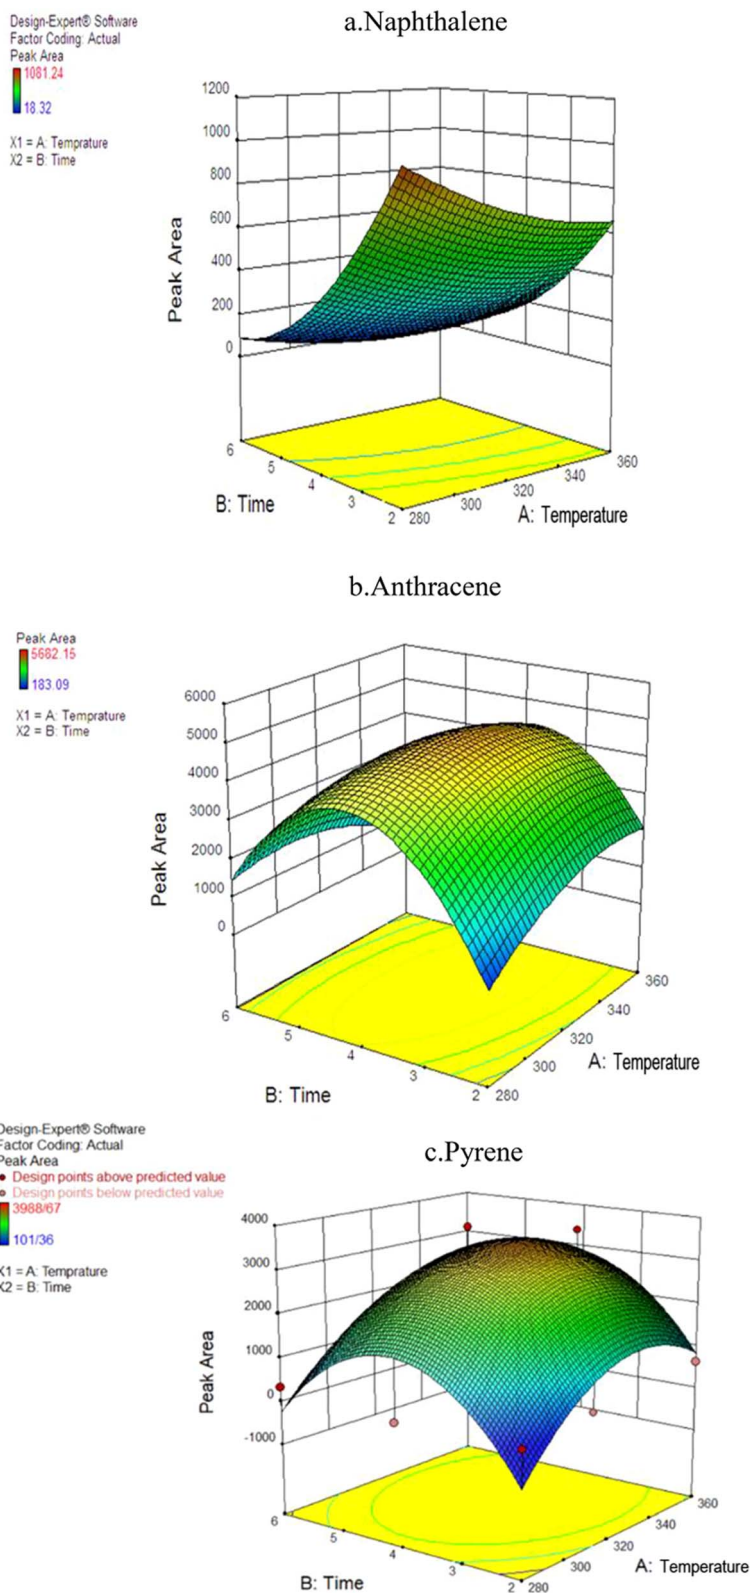 a.Naphthalene
Design-Expert® Software
Factor Coding: Actual
Peak Area
1081.24
18.32
X1 = A: Temprature
X2 = B: Time
1200
1000
800
600
400
200
0
Peak Area
6
5
4
3
2
B: Time
280
300
320
340
360
A: Temperature
b.Anthracene
Peak Area
5682.15
183.09
X1 = A: Temprature
X2 = B: Time
6000
5000
4000
3000
2000
1000
0
Peak Area
6
5
4
3
2
B: Time
280
300
320
340
360
A: Temperature
c.Pyrene
Design-Expert® Software
Factor Coding: Actual
Peak Area
Design points above predicted value
Design points below predicted value
3988/67
101/36
X1 = A: Temprature
X2 = B: Time
4000
3000
2000
1000
0
-1000
Peak Area
6
5
4
3
2
B: Time
280
300
320
340
360
A: Temperature